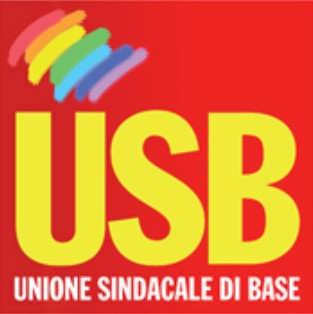 USB
UNIONE SINDACALE DI BASE